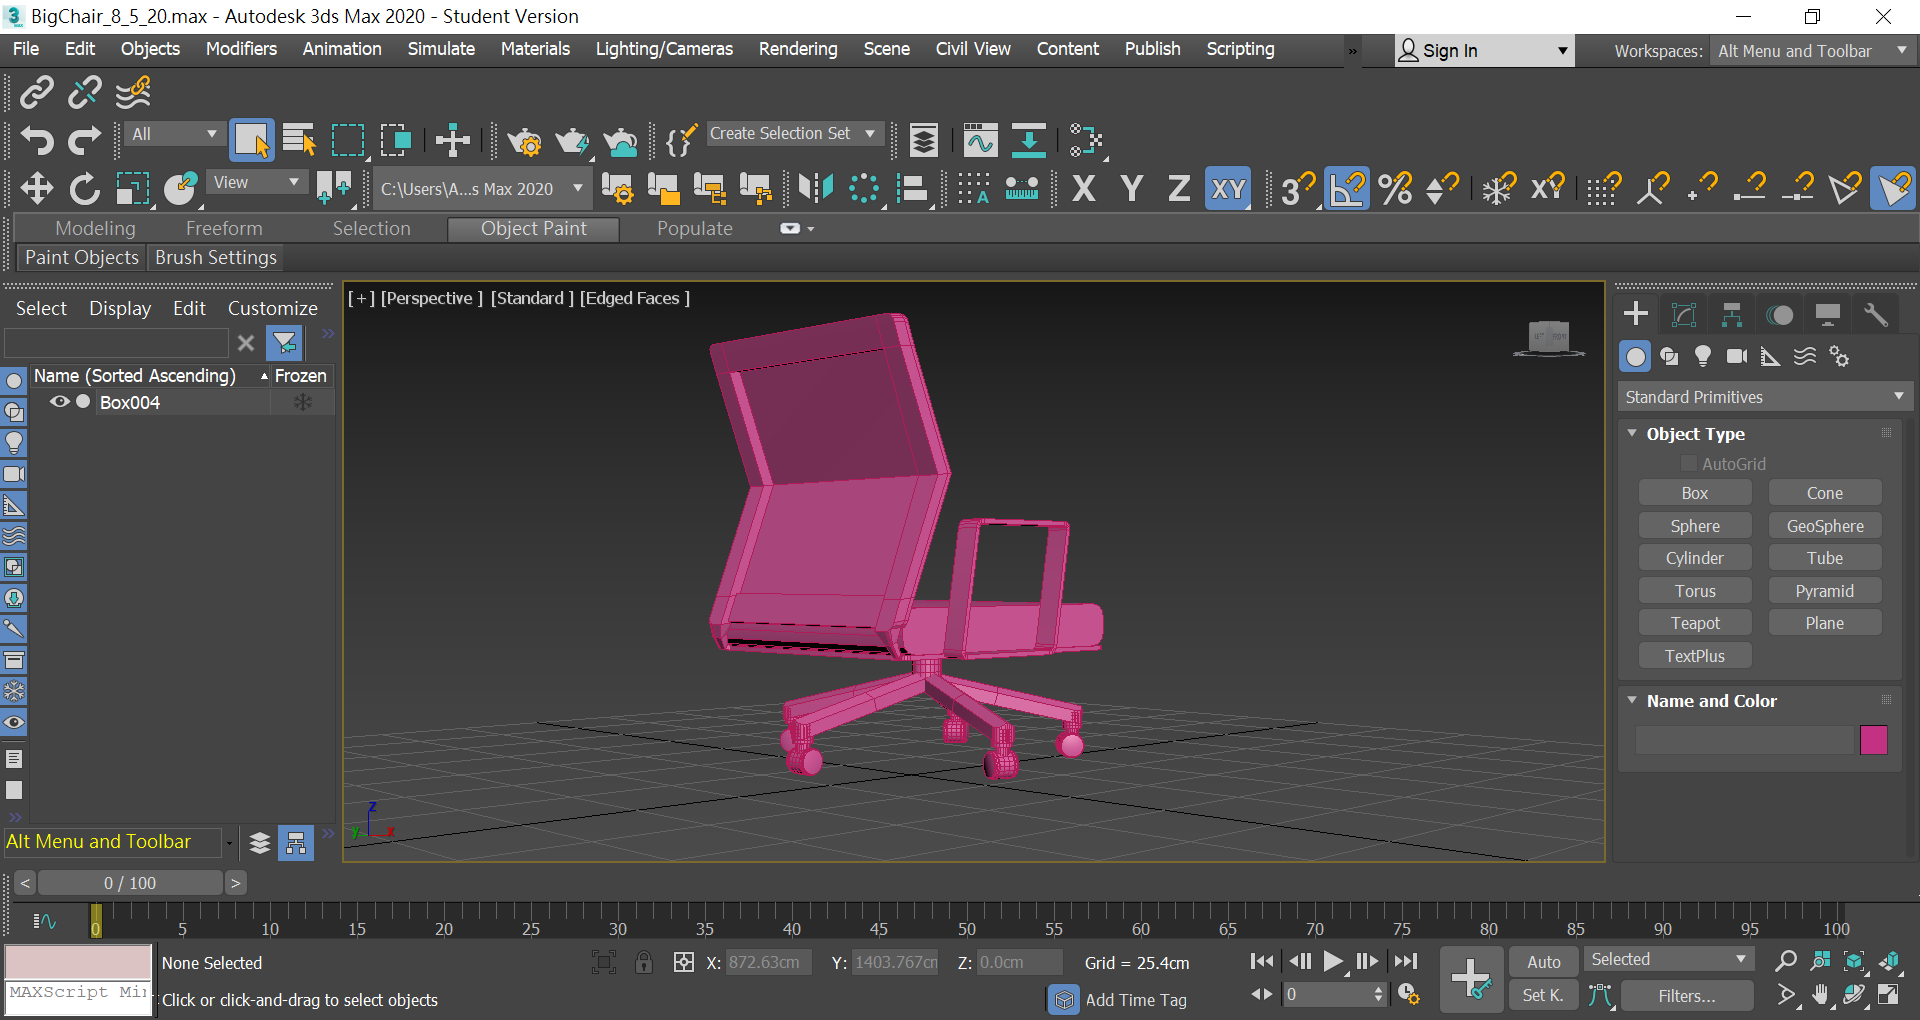 BigChair_8_5_20.max - Autodesk 3ds Max 2020 - Student Version
File Edit Objects Modifiers Animation Simulate Materials Lighting/Cameras Rendering Scene Civil View Content Publish Scripting » Sign In Workspaces: Alt Menu and Toolbar
All Create Selection Set
View C:\Users\A...s Max 2020 X Y Z XY 3 % XY
Modeling Freeform Selection Object Paint Populate
Paint Objects Brush Settings
Select Display Edit Customize
[ + ] [Perspective ] [Standard ] [Edged Faces ]
Name (Sorted Ascending) Frozen
Box004
Standard Primitives
Object Type
AutoGrid
Box Cone
Sphere GeoSphere
Cylinder Tube
Torus Pyramid
Teapot Plane
TextPlus
Name and Color
z
y x
Alt Menu and Toolbar
< 0 / 100 >
0 5 10 15 20 25 30 35 40 45 50 55 60 65 70 75 80 85 90 95 100
None Selected X: 872.63cm Y: 1403.767cm Z: 0.0cm Grid = 25.4cm Auto Selected
MAXScript Mi Click or click-and-drag to select objects Add Time Tag 0 Set K. Filters...